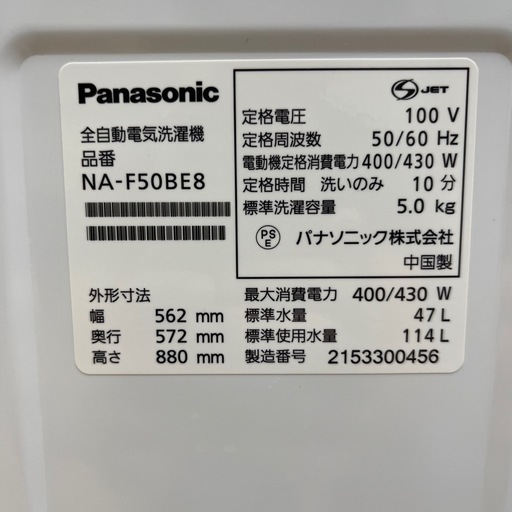 Panasonic
全自動電気洗濯機
品番
NA-F50BE8
外形寸法
幅 562 mm
奥行 572 mm
高さ 880 mm
JET
定格電圧 100 V
定格周波数 50/60 Hz
電動機定格消費電力 400/430 W
定格時間 洗いのみ 10 分
標準洗濯容量 5.0 kg
PSE パナソニック株式会社
中国製
最大消費電力 400/430 W
標準水量 47 L
標準使用水量 114 L
製造番号 2153300456